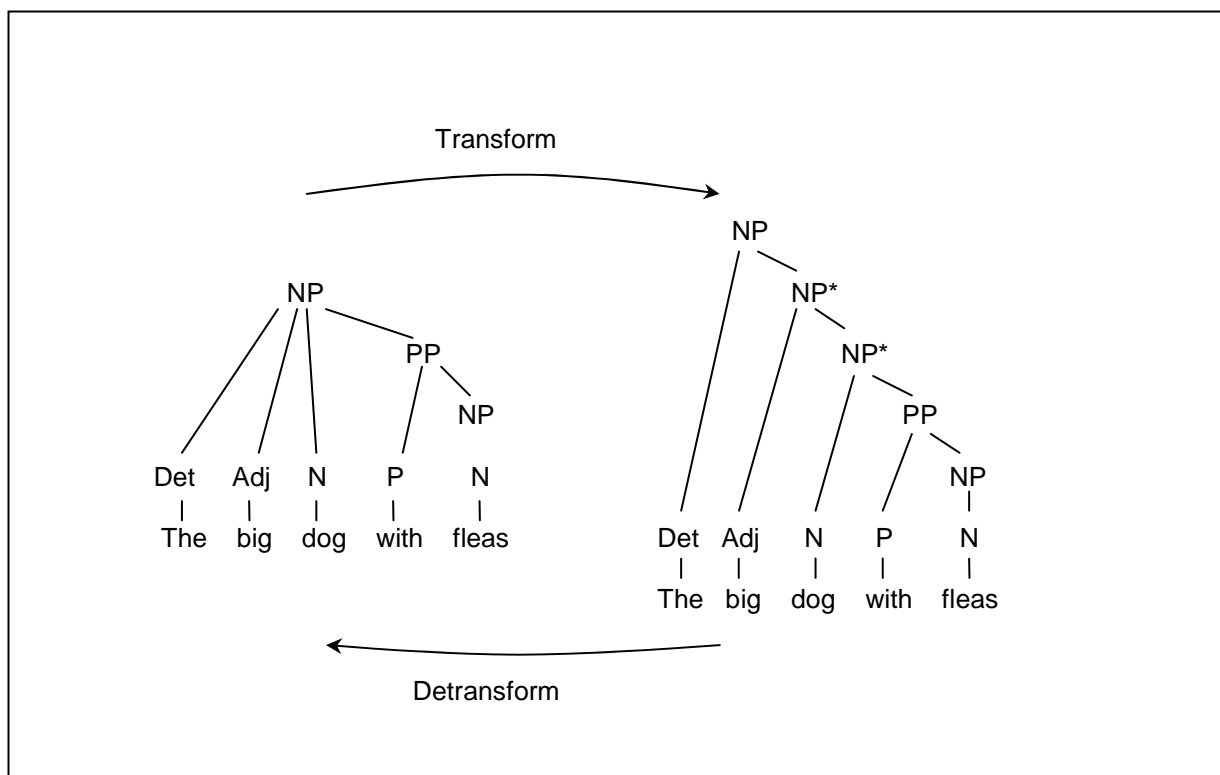 Transform
NP
NP
NP*
PP
NP*
NP
PP
Det Adj N P N
NP
The big dog with fleas
Det Adj N P N
The big dog with fleas
Detransform